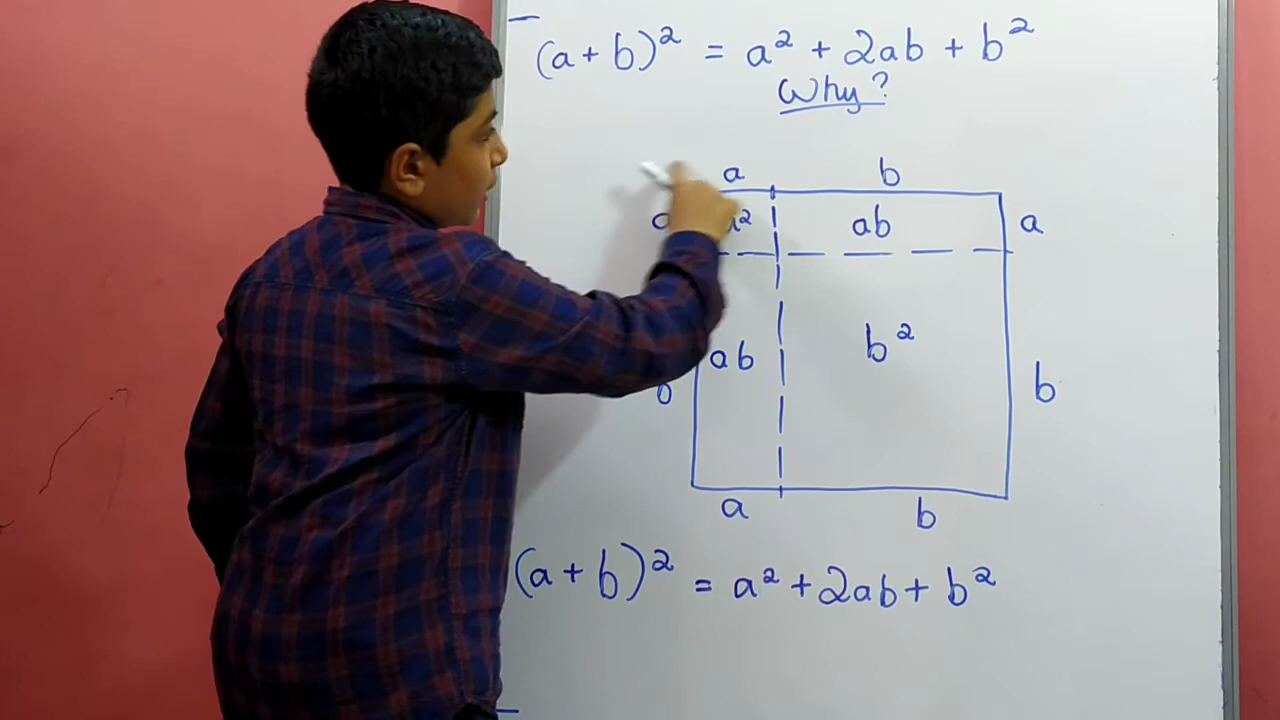 (a + b)² = a² + 2ab + b²
Why?
a b
a² ab a
ab b² b
b
a b
(a + b)² = a² + 2ab + b²